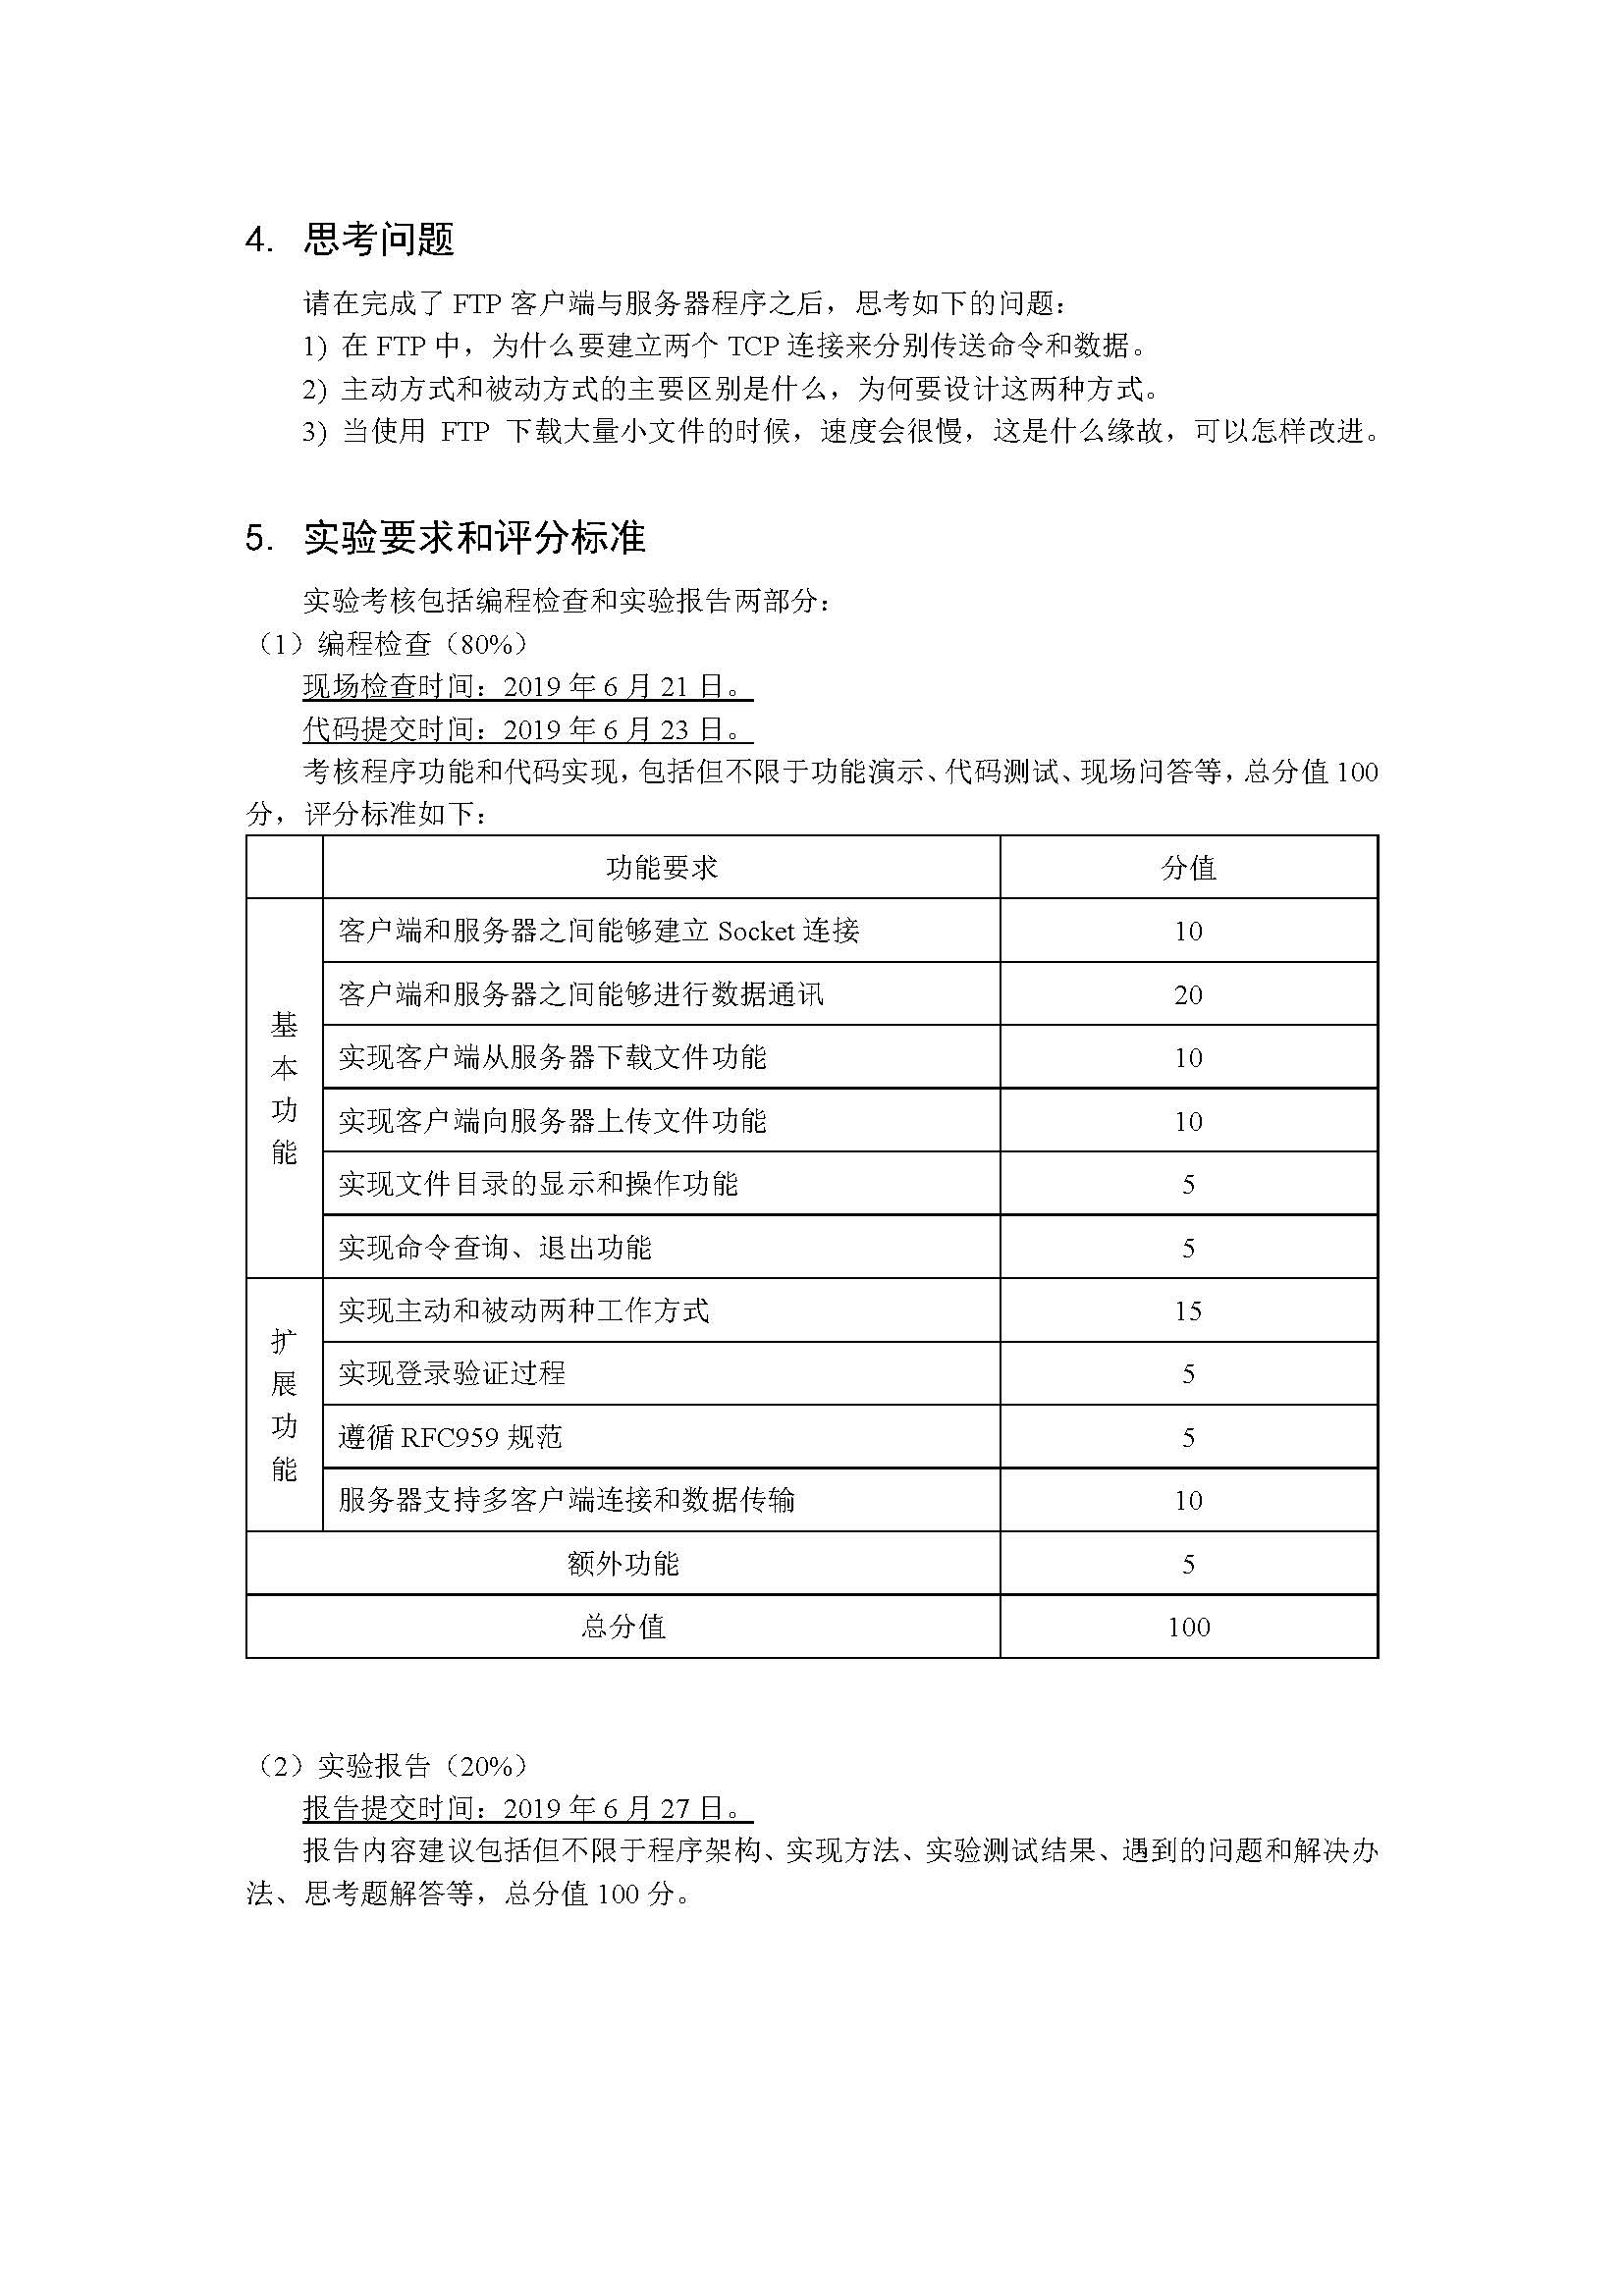 4. 思考问题
请在完成了 FTP 客户端与服务器程序之后，思考如下的问题：
1) 在 FTP 中，为什么要建立两个 TCP 连接来分别传送命令和数据。
2) 主动方式和被动方式的主要区别是什么，为何要设计这两种方式。
3) 当使用 FTP 下载大量小文件的时候，速度会很慢，这是什么缘故，可以怎样改进。
5. 实验要求和评分标准
实验考核包括编程检查和实验报告两部分：
（1）编程检查（80%）
现场检查时间：2019 年 6 月 21 日。
代码提交时间：2019 年 6 月 23 日。
考核程序功能和代码实现，包括但不限于功能演示、代码测试、现场问答等，总分值 100
分，评分标准如下：
功能要求 分值
基本功能
客户端和服务器之间能够建立 Socket 连接 10
客户端和服务器之间能够进行数据通讯 20
实现客户端从服务器下载文件功能 10
实现客户端向服务器上传文件功能 10
实现文件目录的显示和操作功能 5
实现命令查询、退出功能 5
扩展功能
实现主动和被动两种工作方式 15
实现登录验证过程 5
遵循 RFC959 规范 5
服务器支持多客户端连接和数据传输 10
额外功能 5
总分值 100
（2）实验报告（20%）
报告提交时间：2019 年 6 月 27 日。
报告内容建议包括但不限于程序架构、实现方法、实验测试结果、遇到的问题和解决办
法、思考题解答等，总分值 100 分。